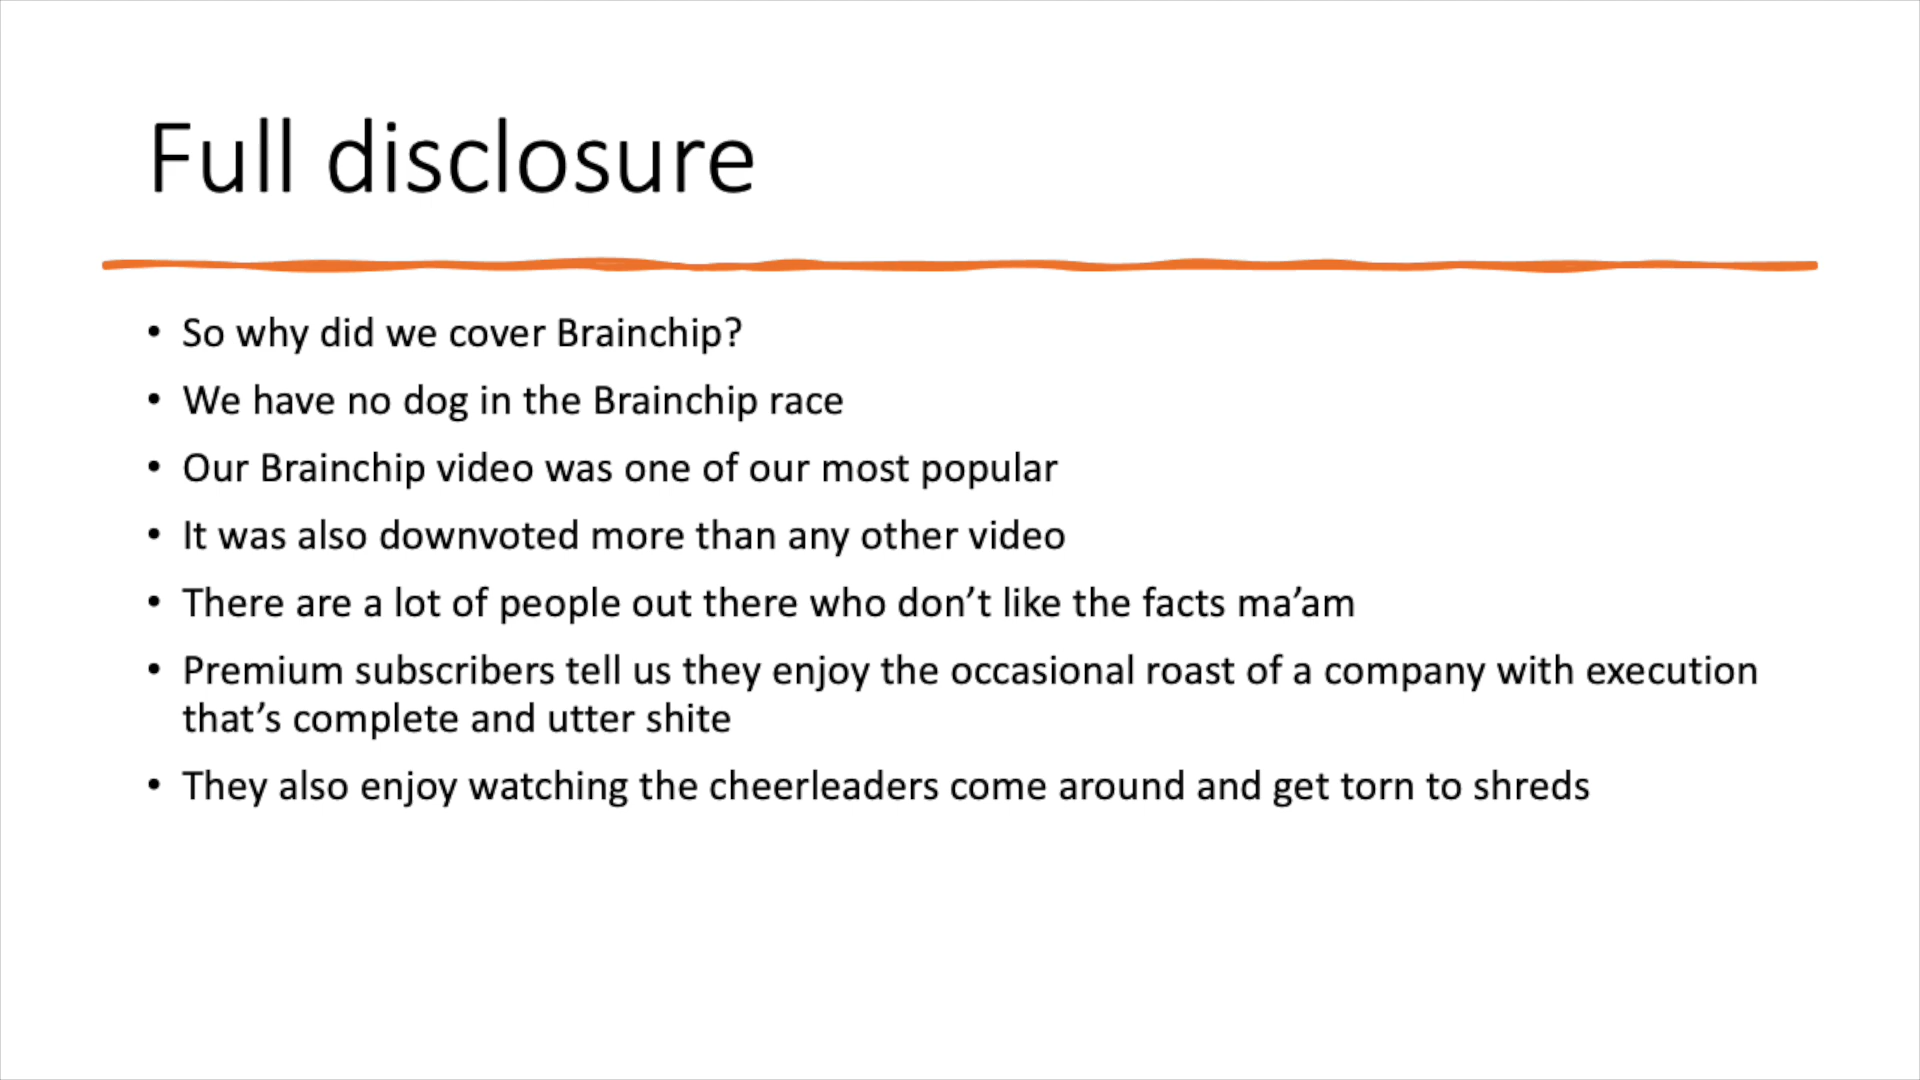 Full disclosure
• So why did we cover Brainchip?
• We have no dog in the Brainchip race
• Our Brainchip video was one of our most popular
• It was also downvoted more than any other video
• There are a lot of people out there who don’t like the facts ma’am
• Premium subscribers tell us they enjoy the occasional roast of a company with execution
that’s complete and utter shite
• They also enjoy watching the cheerleaders come around and get torn to shreds